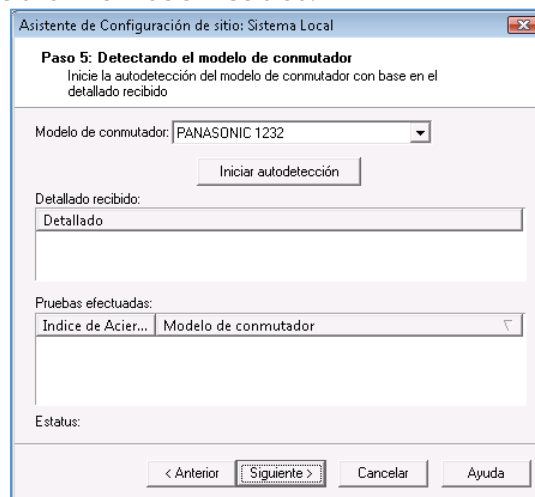 Asistente de Configuración de sitio: Sistema Local
Paso 5: Detectando el modelo de conmutador
Inicie la autodetección del modelo de conmutador con base en el
detallado recibido
Modelo de conmutador: PANASONIC 1232
Iniciar autodetección
Detallado recibido:
Detallado
Pruebas efectuadas:
Indice de Acier... Modelo de conmutador
Estatus:
< Anterior Siguiente > Cancelar Ayuda